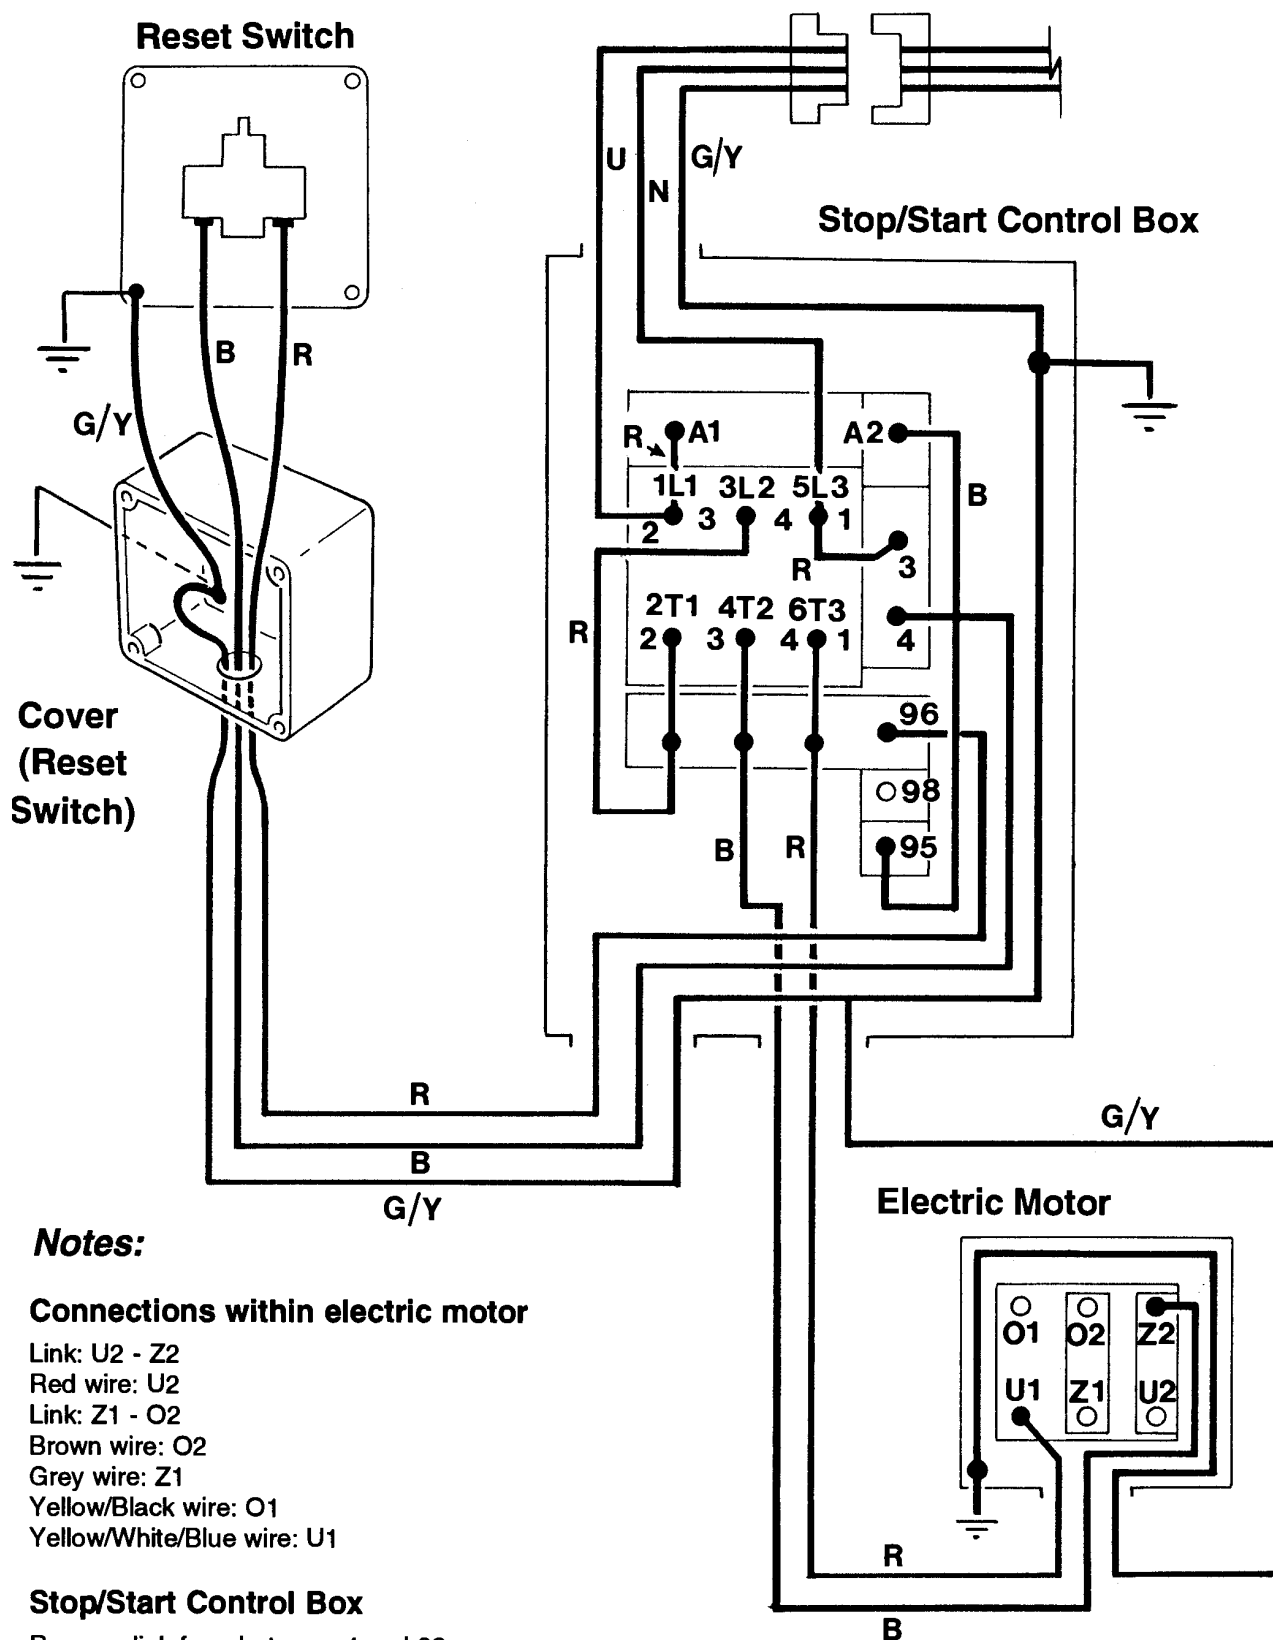 Reset Switch
U
N
G/Y
Stop/Start Control Box
B
R
G/Y
R
A1
A2
1L1
3L2
5L3
B
2
3
4
1
R
3
R
2T1
4T2
6T3
2
3
4
1
4
96
98
95
Cover
(Reset
Switch)
B
R
R
B
G/Y
G/Y
Electric Motor
O1
O2
Z2
U1
Z1
U2
R
B
Notes:
Connections within electric motor
Link: U2 - Z2
Red wire: U2
Link: Z1 - O2
Brown wire: O2
Grey wire: Z1
Yellow/Black wire: O1
Yellow/White/Blue wire: U1
Stop/Start Control Box